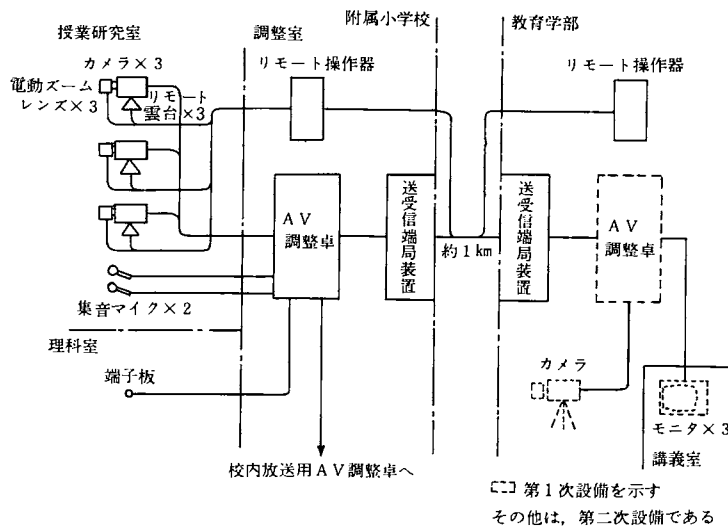 附属小学校
教育学部
授業研究室
調整室
カメラ×3
リモート操作器
リモート操作器
電動ズーム
レンズ×3
リモート
雲台×3
AV
調整卓
送受信端局装置
約1km
送受信端局装置
AV
調整卓
集音マイク×2
理科室
端子板
カメラ
モニタ×3
講義室
校内放送用AV調整卓へ
第1次設備を示す
その他は,第二次設備である